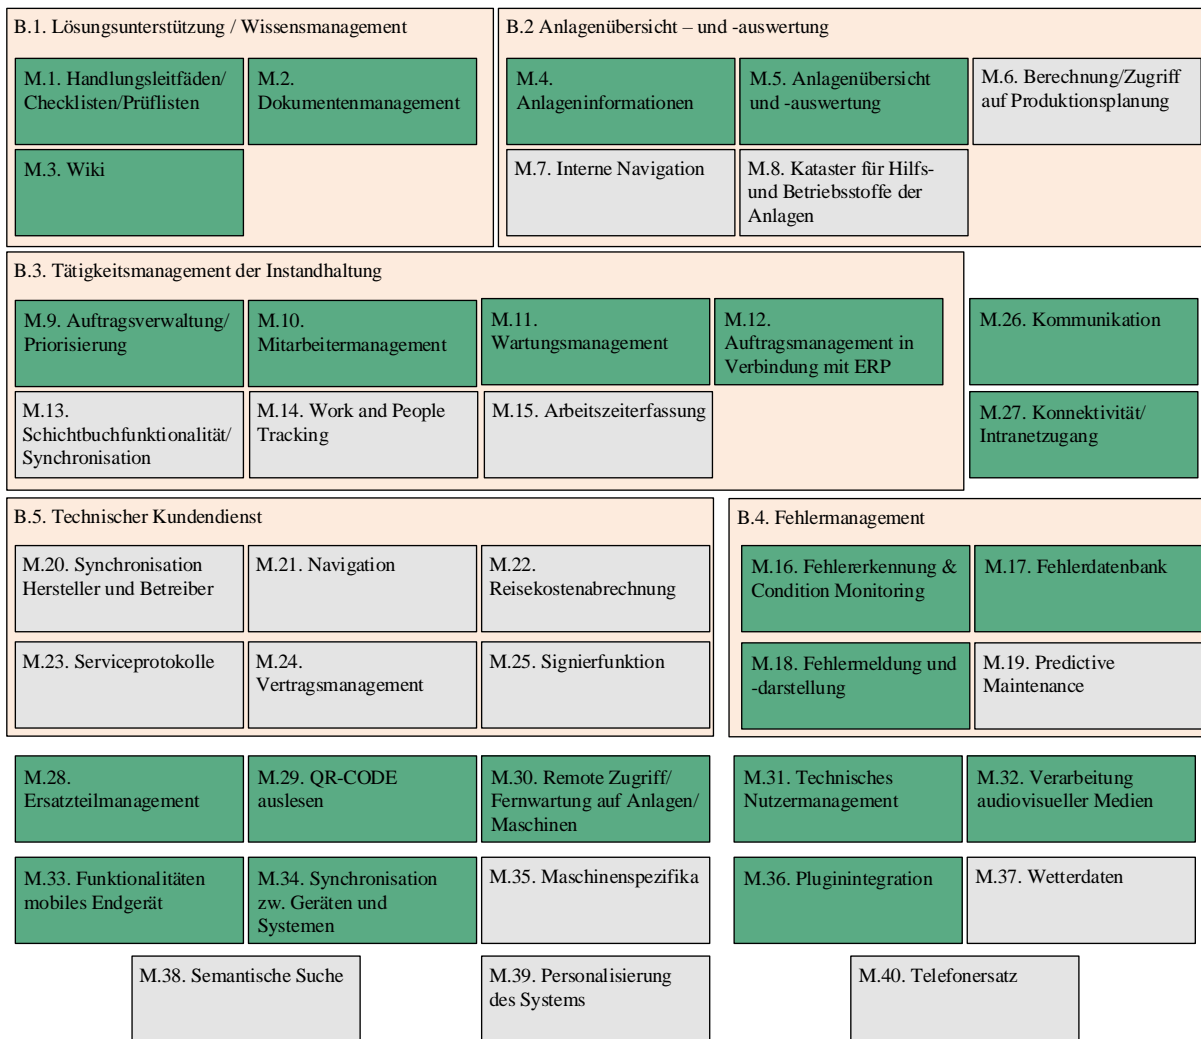 B.1. Lösungsunterstützung / Wissensmanagement
M.1. Handlungsleitfäden/
Checklisten/Prüflisten
M.2.
Dokumentenmanagement
M.3. Wiki
B.2 Anlagenübersicht – und -auswertung
M.4.
Anlageninformationen
M.5. Anlagenübersicht
und -auswertung
M.6. Berechnung/Zugriff
auf Produktionsplanung
M.7. Interne Navigation
M.8. Kataster für Hilfs-
und Betriebsstoffe der
Anlagen
B.3. Tätigkeitsmanagement der Instandhaltung
M.9. Auftragsverwaltung/
Priorisierung
M.10.
Mitarbeitermanagement
M.11.
Wartungsmanagement
M.12.
Auftragsmanagement in
Verbindung mit ERP
M.13.
Schichtbuchfunktionalität/
Synchronisation
M.14. Work and People
Tracking
M.15. Arbeitszeiterfassung
M.26. Kommunikation
M.27. Konnektivität/
Intranetzugang
B.5. Technischer Kundendienst
M.20. Synchronisation
Hersteller und Betreiber
M.21. Navigation
M.22.
Reisekostenabrechnung
M.23. Serviceprotokolle
M.24.
Vertragsmanagement
M.25. Signierfunktion
B.4. Fehlermanagement
M.16. Fehlererkennung &
Condition Monitoring
M.17. Fehlerdatenbank
M.18. Fehlermeldung und
-darstellung
M.19. Predictive
Maintenance
M.28.
Ersatzteilmanagement
M.29. QR-CODE
auslesen
M.30. Remote Zugriff/
Fernwartung auf Anlagen/
Maschinen
M.31. Technisches
Nutzermanagement
M.32. Verarbeitung
audiovisueller Medien
M.33. Funktionalitäten
mobiles Endgerät
M.34. Synchronisation
zw. Geräten und
Systemen
M.35. Maschinenspezifika
M.36. Pluginintegration
M.37. Wetterdaten
M.38. Semantische Suche
M.39. Personalisierung
des Systems
M.40. Telefonersatz